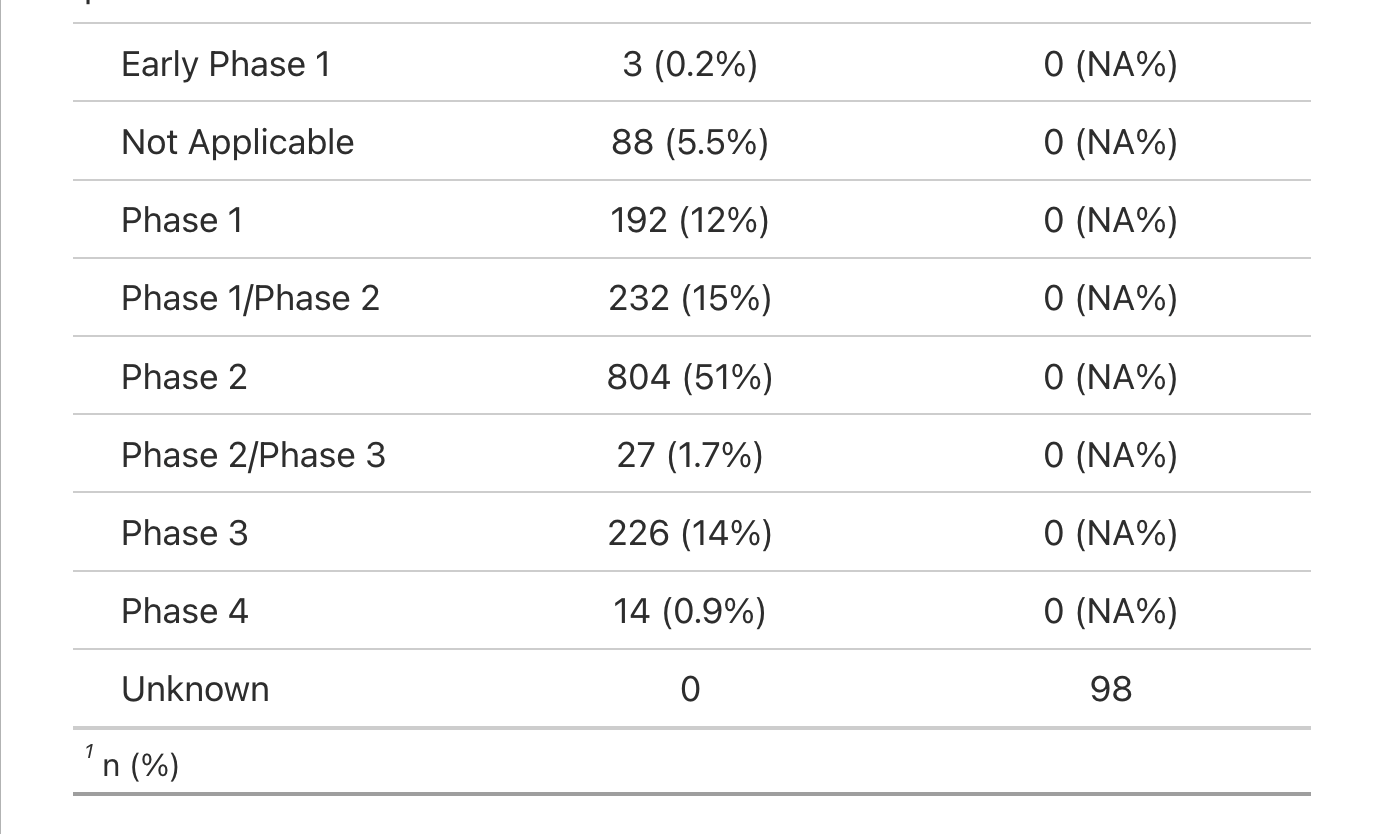 Early Phase 1 3 (0.2%) 0 (NA%)
Not Applicable 88 (5.5%) 0 (NA%)
Phase 1 192 (12%) 0 (NA%)
Phase 1/Phase 2 232 (15%) 0 (NA%)
Phase 2 804 (51%) 0 (NA%)
Phase 2/Phase 3 27 (1.7%) 0 (NA%)
Phase 3 226 (14%) 0 (NA%)
Phase 4 14 (0.9%) 0 (NA%)
Unknown 0 98
1 n (%)